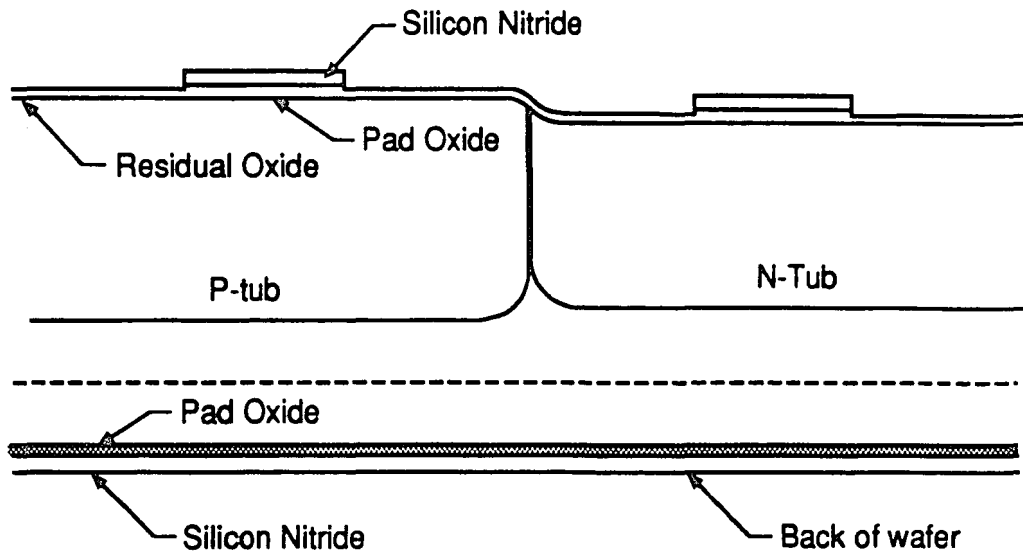 Silicon Nitride
Pad Oxide
Residual Oxide
P-tub
N-Tub
Pad Oxide
Silicon Nitride
Back of wafer